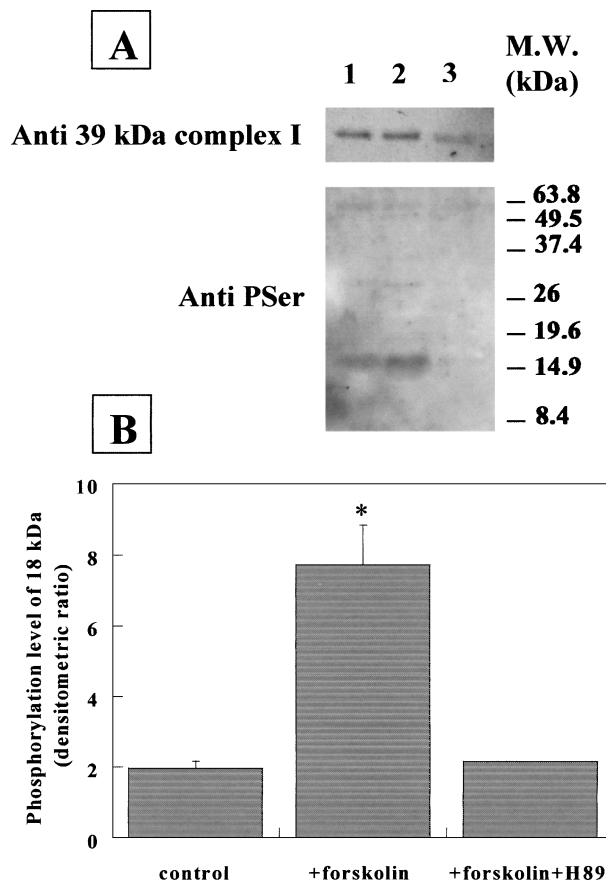 A
1 2 3
M.W.
(kDa)
Anti 39 kDa complex I
Anti PSer
63.8
49.5
37.4
26
19.6
14.9
8.4
B
Phosphorylation level of 18 kDa
(densitometric ratio)
10
8
6
4
2
0
*
control +forskolin +forskolin+H89